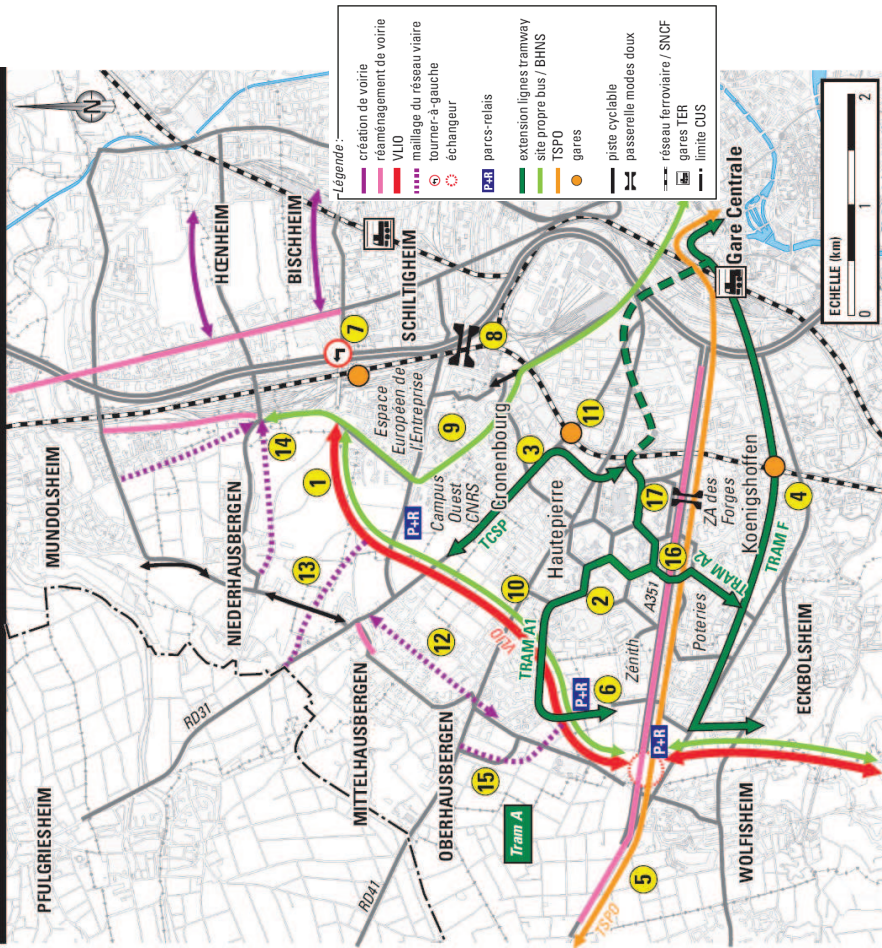 PFULGRIESHEIM
MUNDOLSHEIM
RD31
NIEDERHAUSBERGEN
HŒNHEIM
BISCHHEIM
SCHILTIGHEIM
MITTELHAUSBERGEN
RD41
OBERHAUSBERGEN
Espace
Européen de
l'Entreprise
Campus
Ouest
CNRS
Cronenbourg
Hautepierre
TCSP
VLIO
TRAM A1
Tram A
Zénith
A351
Poteries
TRAM A2
TRAM F
ZA des
Forges
Koenigshoffen
ECKBOLSHEIM
WOLFISHEIM
TSPO
Gare Centrale
P+R
P+R
P+R
1
2
3
4
5
6
7
8
9
10
11
12
13
14
15
16
17
N
Légende :
création de voirie
réaménagement de voirie
VLIO
maillage du réseau viaire
tourner-à-gauche
échangeur
P+R parcs-relais
extension lignes tramway
site propre bus / BHNS
TSPO
gares
piste cyclable
passerelle modes doux
réseau ferroviaire / SNCF
gares TER
limite CUS
ECHELLE (km)
0 1 2